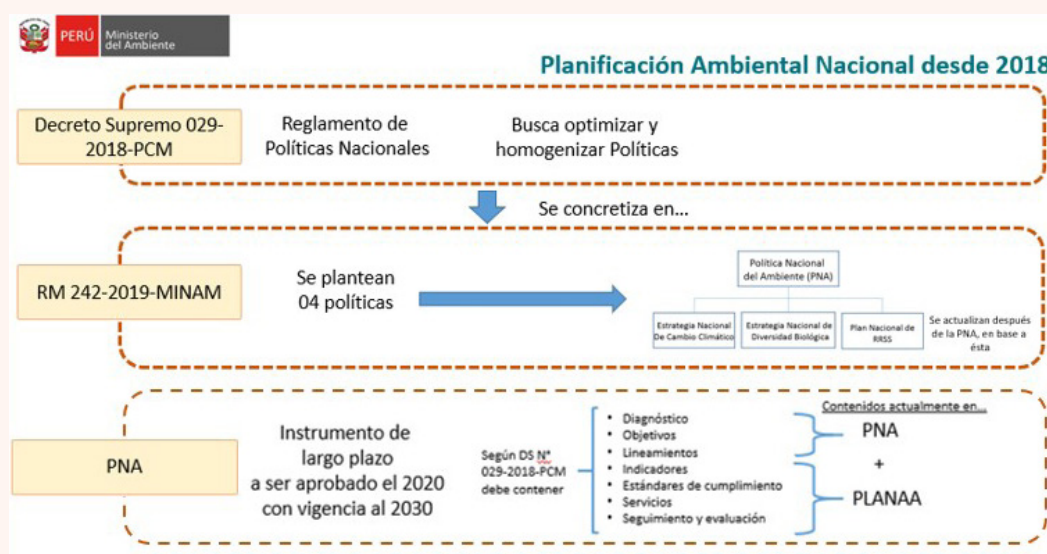 PERÚ
Ministerio
del Ambiente
Planificación Ambiental Nacional desde 2018
Decreto Supremo 029-
2018-PCM
Reglamento de
Políticas Nacionales
Busca optimizar y
homogenizar Políticas
Se concretiza en...
RM 242-2019-MINAM
Se plantean
04 políticas
Política Nacional
del Ambiente (PNA)
Estrategia Nacional
De Cambio Climático
Estrategia Nacional de
Diversidad Biológica
Plan Nacional de
RRSS
Se actualizan después
de la PNA, en base a
ésta
PNA
Instrumento de
largo plazo
a ser aprobado el 2020
con vigencia al 2030
Según DS N°
029-2018-PCM
debe contener
• Diagnóstico
• Objetivos
• Lineamientos
• Indicadores
• Estándares de cumplimiento
• Servicios
• Seguimiento y evaluación
Contenidos actualmente en...
PNA
+
PLANAA